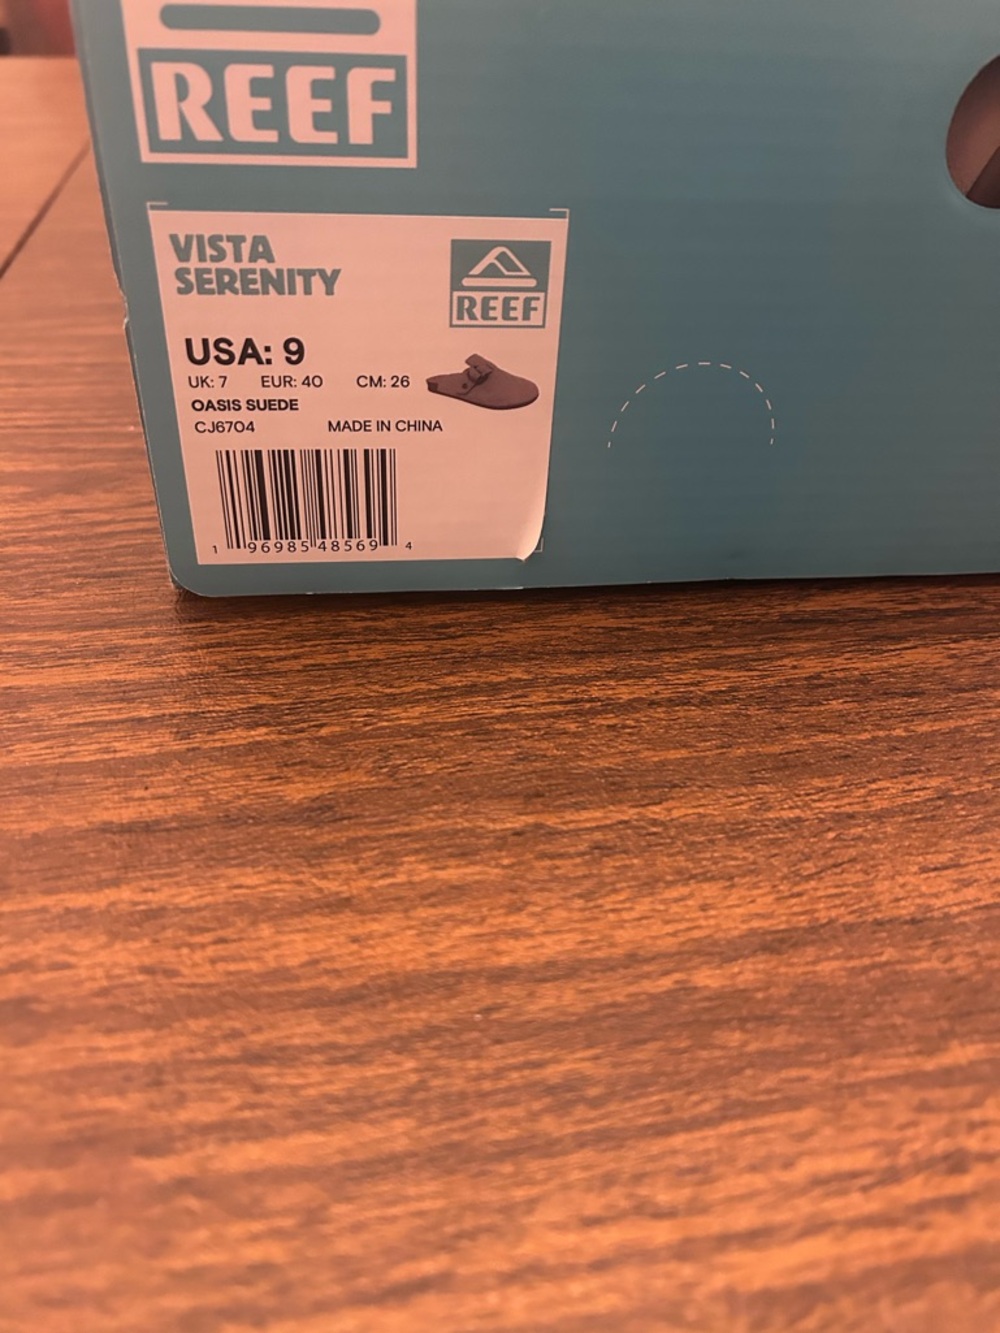 REEF
VISTA
SERENITY
REEF
USA: 9
UK: 7 EUR: 40 CM: 26
OASIS SUEDE
CJ6704 MADE IN CHINA
1 96985 48569 4